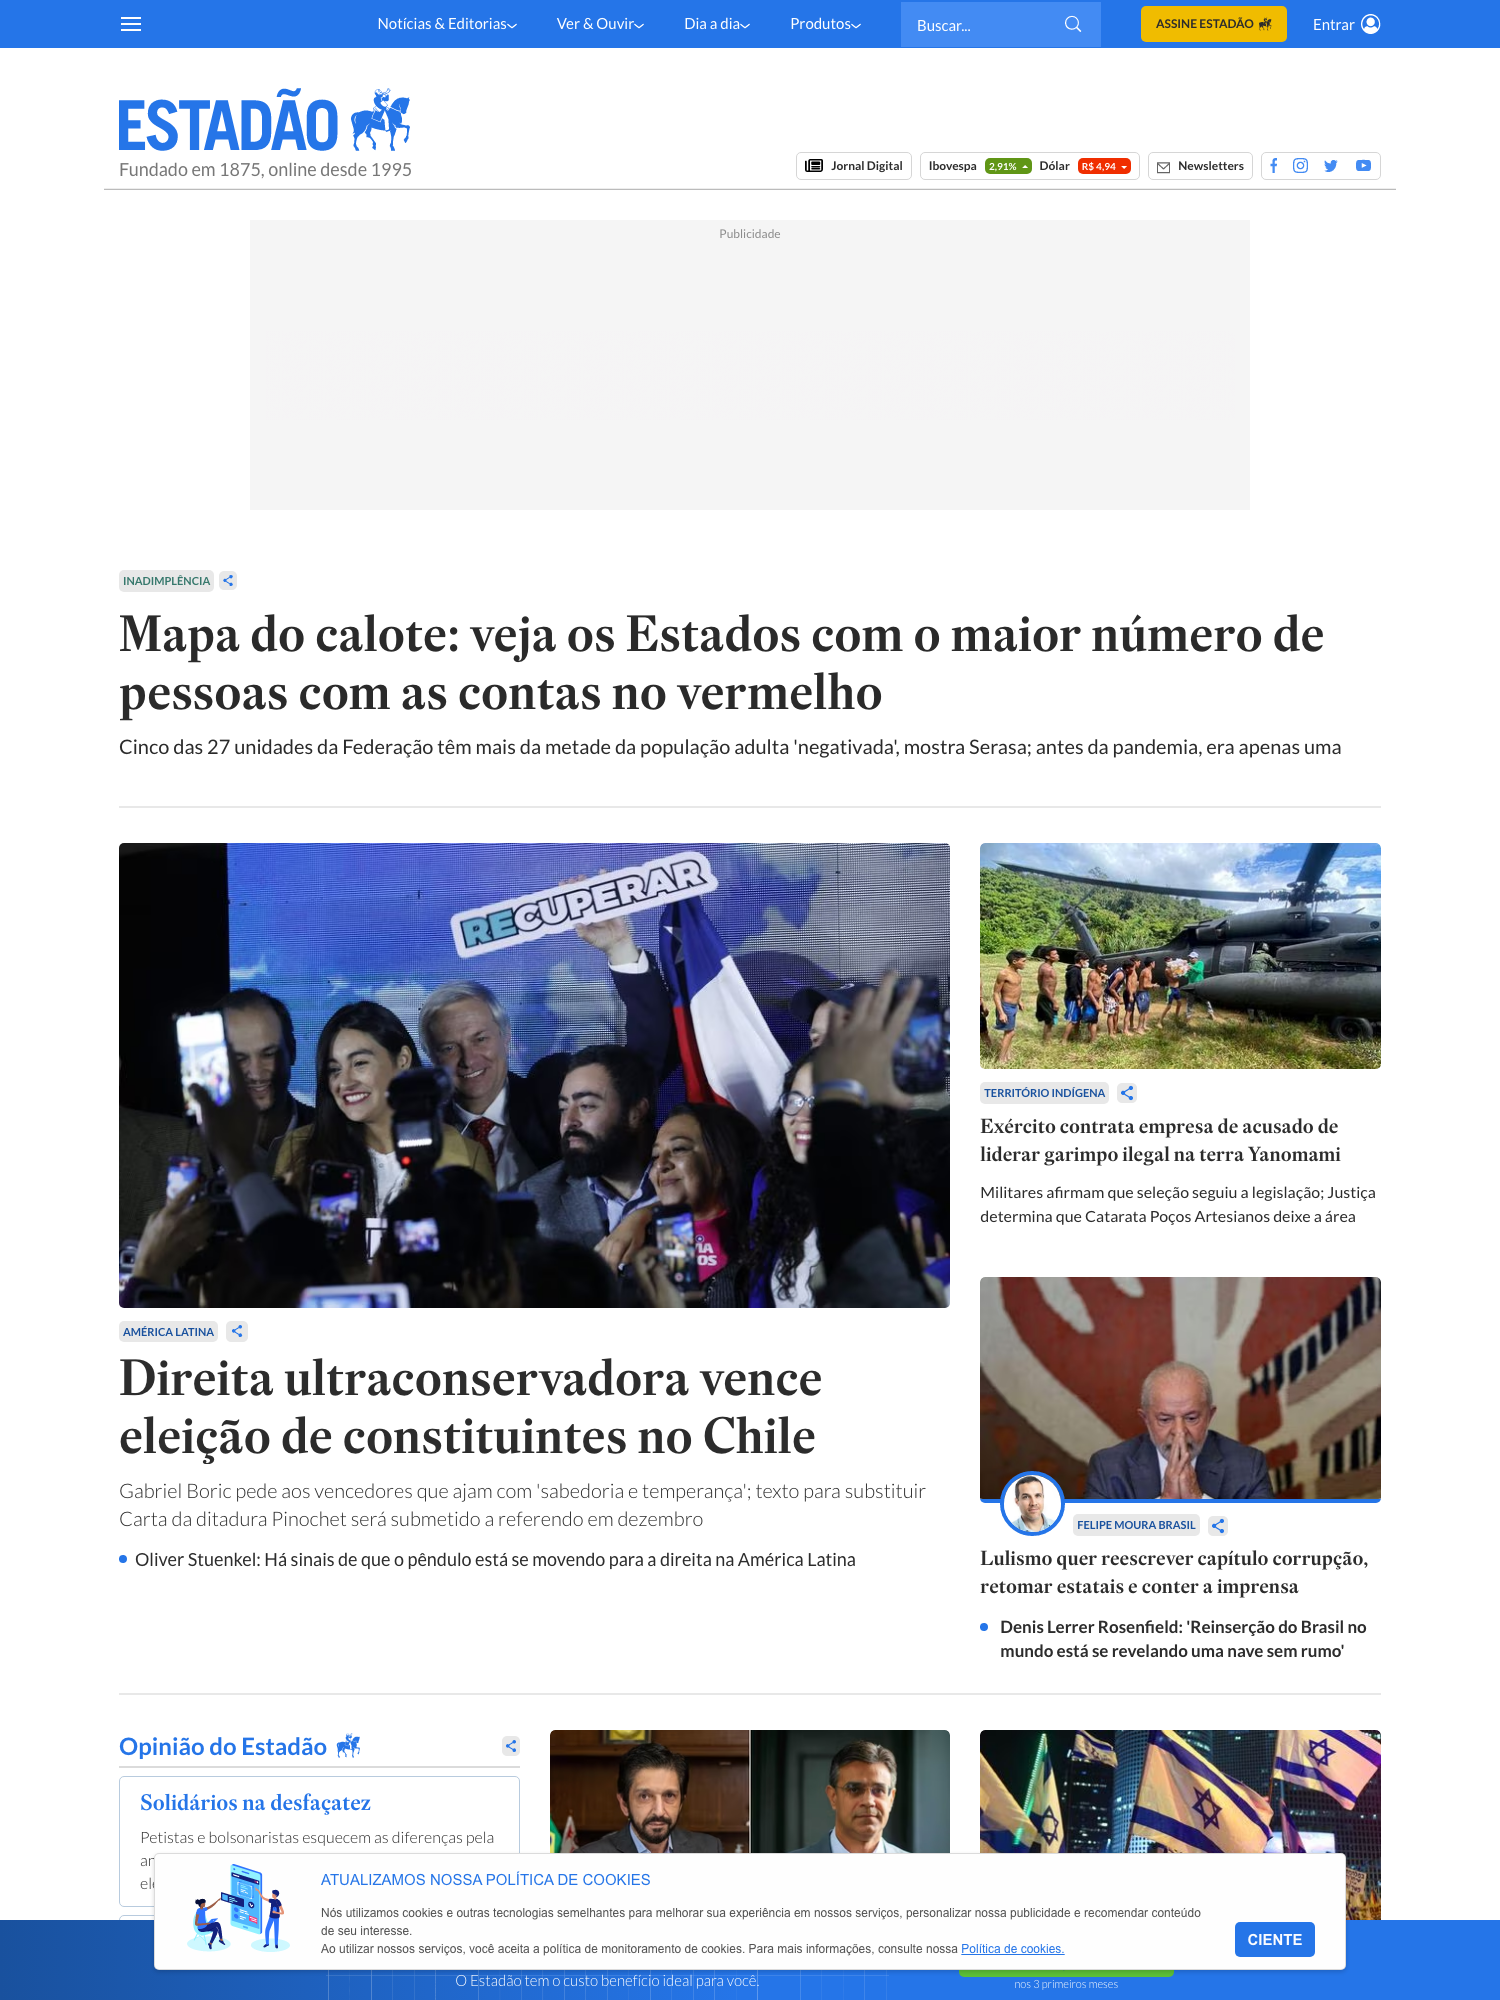 Notícias & Editorias
Ver & Ouvir
Dia a dia
Produtos
Buscar...
ASSINE ESTADÃO
Entrar
ESTADÃO
Fundado em 1875, online desde 1995
Jornal Digital
Ibovespa 2,91% Dólar R$ 4,94
Newsletters
Publicidade
INADIMPLÊNCIA
Mapa do calote: veja os Estados com o maior número de
pessoas com as contas no vermelho
Cinco das 27 unidades da Federação têm mais da metade da população adulta 'negativada', mostra Serasa; antes da pandemia, era apenas uma
RECUPERAR
AMÉRICA LATINA
Direita ultraconservadora vence
eleição de constituintes no Chile
Gabriel Boric pede aos vencedores que ajam com 'sabedoria e temperança'; texto para substituir
Carta da ditadura Pinochet será submetido a referendo em dezembro
Oliver Stuenkel: Há sinais de que o pêndulo está se movendo para a direita na América Latina
TERRITÓRIO INDÍGENA
Exército contrata empresa de acusado de
liderar garimpo ilegal na terra Yanomami
Militares afirmam que seleção seguiu a legislação; Justiça
determina que Catarata Poços Artesianos deixe a área
FELIPE MOURA BRASIL
Lulismo quer reescrever capítulo corrupção,
retomar estatais e conter a imprensa
Denis Lerrer Rosenfield: 'Reinserção do Brasil no
mundo está se revelando uma nave sem rumo'
Opinião do Estadão
Solidários na desfaçatez
Petistas e bolsonaristas esquecem as diferenças pela
ATUALIZAMOS NOSSA POLÍTICA DE COOKIES
Nós utilizamos cookies e outras tecnologias semelhantes para melhorar sua experiência em nossos serviços, personalizar nossa publicidade e recomendar conteúdo
de seu interesse.
Ao utilizar nossos serviços, você aceita a política de monitoramento de cookies. Para mais informações, consulte nossa Política de cookies.
CIENTE
O Estadão tem o custo benefício ideal para você.
nos 3 primeiros meses